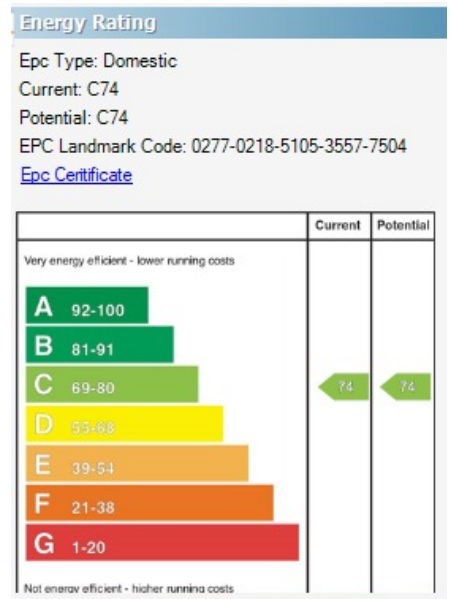 Energy Rating
Epc Type: Domestic
Current: C74
Potential: C74
EPC Landmark Code: 0277-0218-5105-3557-7504
Epc Ceritificate
Current Potential
Very energy efficient - lower running costs
A 92-100
B 81-91
C 69-80 74 74
D 55-68
E 39-54
F 21-38
G 1-20
Not energy efficient - higher running costs